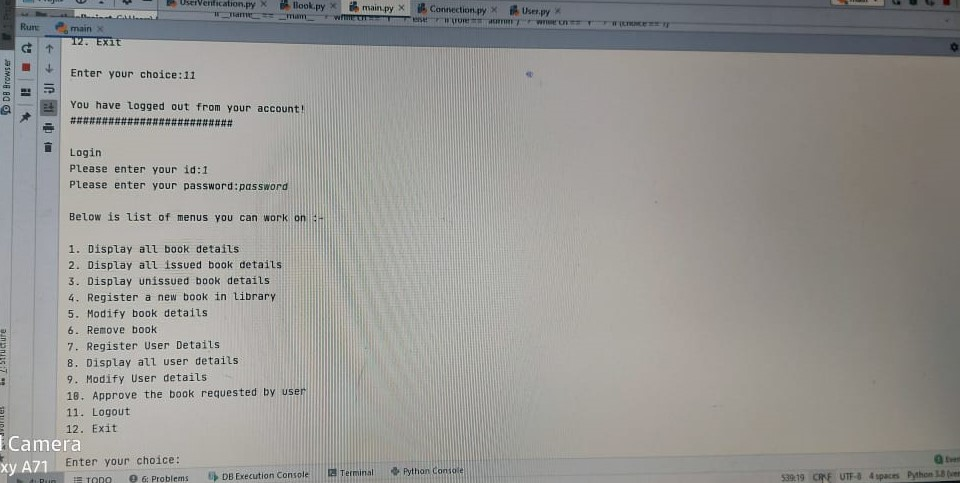 UserVerification.py × Book.py × main.py × Connection.py × User.py ×
Run: main ×
12. Exit
Enter your choice:11
You have logged out from your account!
##########################
Login
Please enter your id:1
Please enter your password:password
Below is list of menus you can work on :-
1. Display all book details
2. Display all issued book details
3. Display unissued book details
4. Register a new book in library
5. Modify book details
6. Remove book
7. Register User Details
8. Display all user details
9. Modify User details
10. Approve the book requested by user
11. Logout
12. Exit
Enter your choice:
DB Browser
Z: Structure
Camera
xy A71
4: Run TODO 6: Problems DB Execution Console Terminal Python Console
539:19 CRLF UTF-8 4 spaces Python 3.8